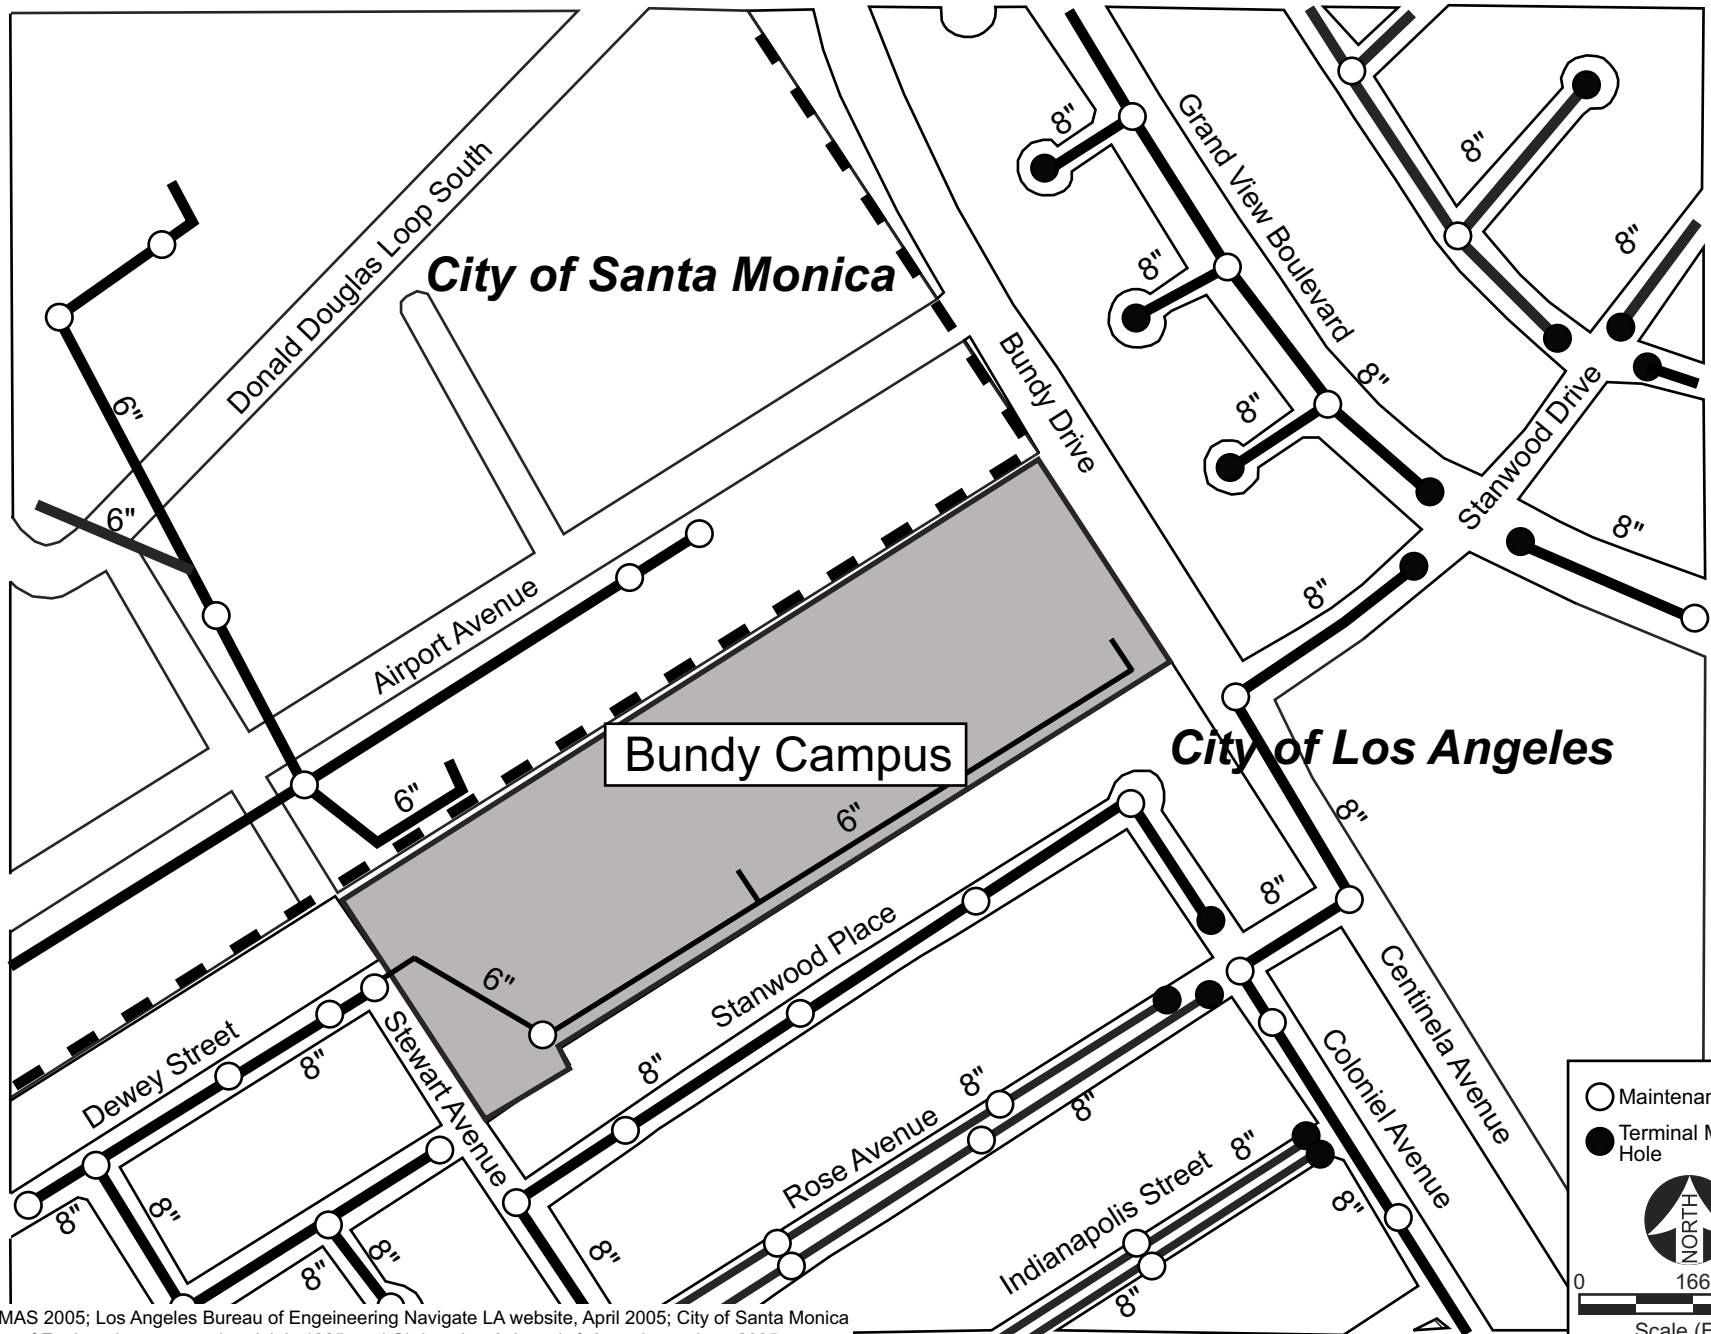 Donald Douglas Loop South
City of Santa Monica
Grand View Boulevard
Bundy Drive
Stanwood Drive
8"
8"
8"
8"
8"
8"
8"
8"
6"
6"
Airport Avenue
Bundy Campus
City of Los Angeles
6"
6"
6"
8"
8"
Stanwood Place
Dewey Street
8"
Stewart Avenue
8"
Centinela Avenue
Coloniel Avenue
Rose Avenue
8"
8"
Indianapolis Street
8"
8"
8"
8"
8"
8"
8"
8"
Maintenan
Terminal M
Hole
NORTH
0 166
Scale (F
MAS 2005; Los Angeles Bureau of Engeineering Navigate LA website, April 2005; City of Santa Monica